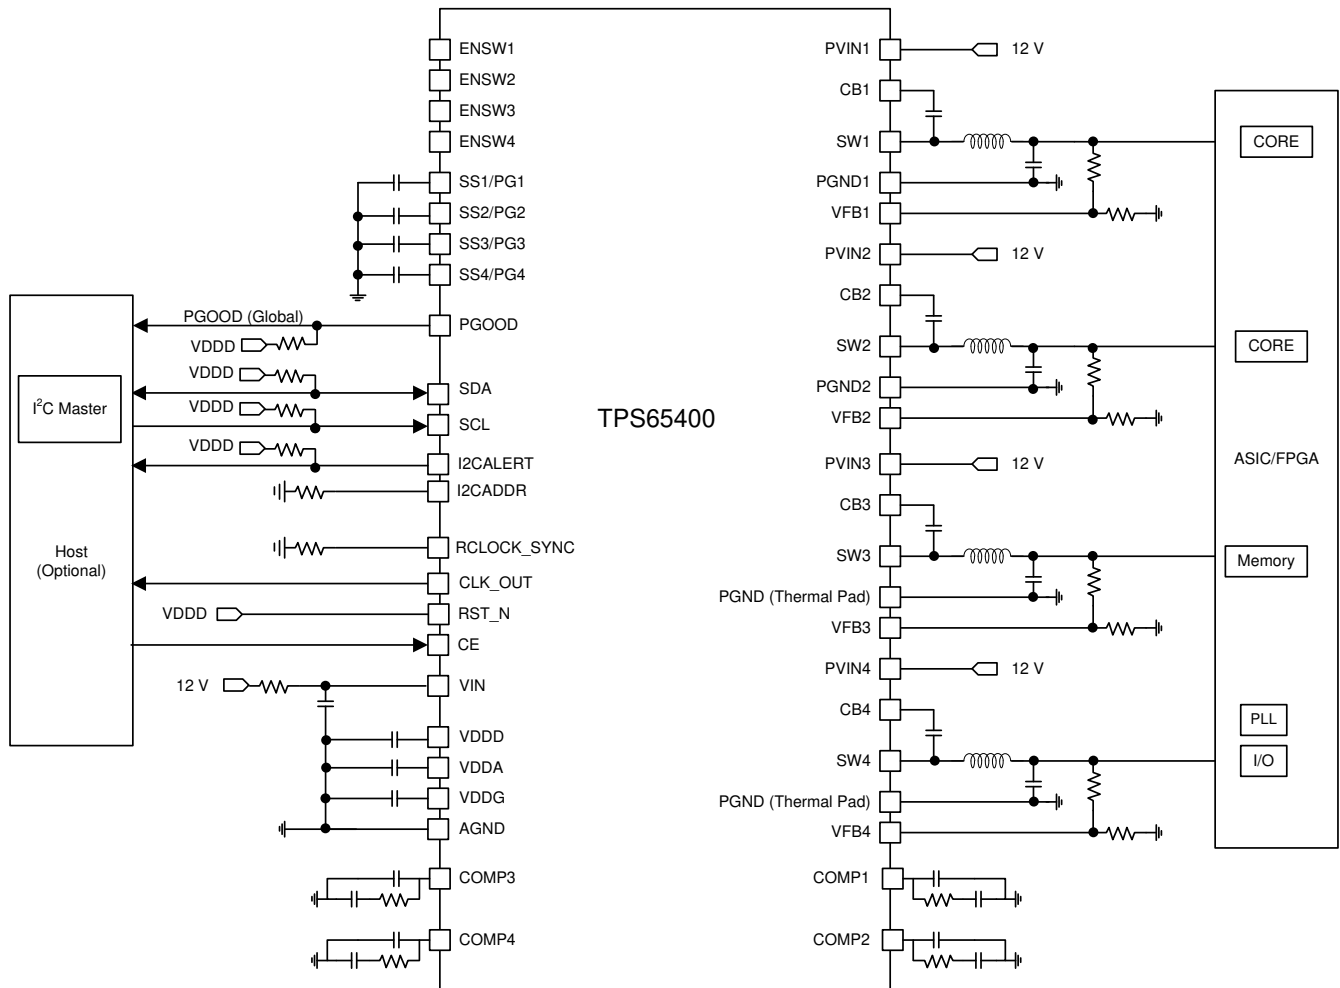 ENSW1
ENSW2
ENSW3
ENSW4
SS1/PG1
SS2/PG2
SS3/PG3
SS4/PG4
PGOOD (Global)
PGOOD
VDDD
VDDD
SDA
I²C Master
VDDD
SCL
VDDD
I2CALERT
I2CADDR
Host
(Optional)
RCLOCK_SYNC
CLK_OUT
VDDD
RST_N
CE
12 V
VIN
VDDD
VDDA
VDDG
AGND
COMP3
COMP4
TPS65400
PVIN1
12 V
CB1
SW1
PGND1
VFB1
PVIN2
12 V
CB2
SW2
PGND2
VFB2
PVIN3
12 V
CB3
SW3
PGND (Thermal Pad)
VFB3
PVIN4
12 V
CB4
SW4
PGND (Thermal Pad)
VFB4
COMP1
COMP2
CORE
CORE
ASIC/FPGA
Memory
PLL
I/O